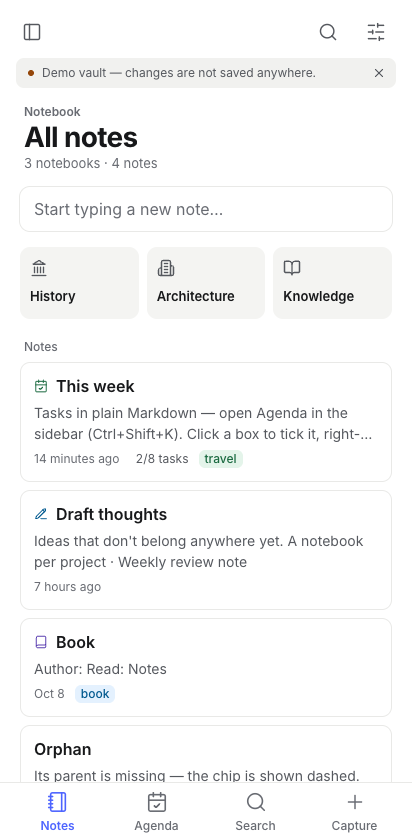 Demo vault — changes are not saved anywhere.
Notebook
All notes
3 notebooks · 4 notes
Start typing a new note...
History
Architecture
Knowledge
Notes
This week
Tasks in plain Markdown — open Agenda in the
sidebar (Ctrl+Shift+K). Click a box to tick it, right-...
14 minutes ago 2/8 tasks travel
Draft thoughts
Ideas that don't belong anywhere yet. A notebook
per project · Weekly review note
7 hours ago
Book
Author: Read: Notes
Oct 8 book
Orphan
Its parent is missing — the chip is shown dashed.
Notes Agenda Search Capture